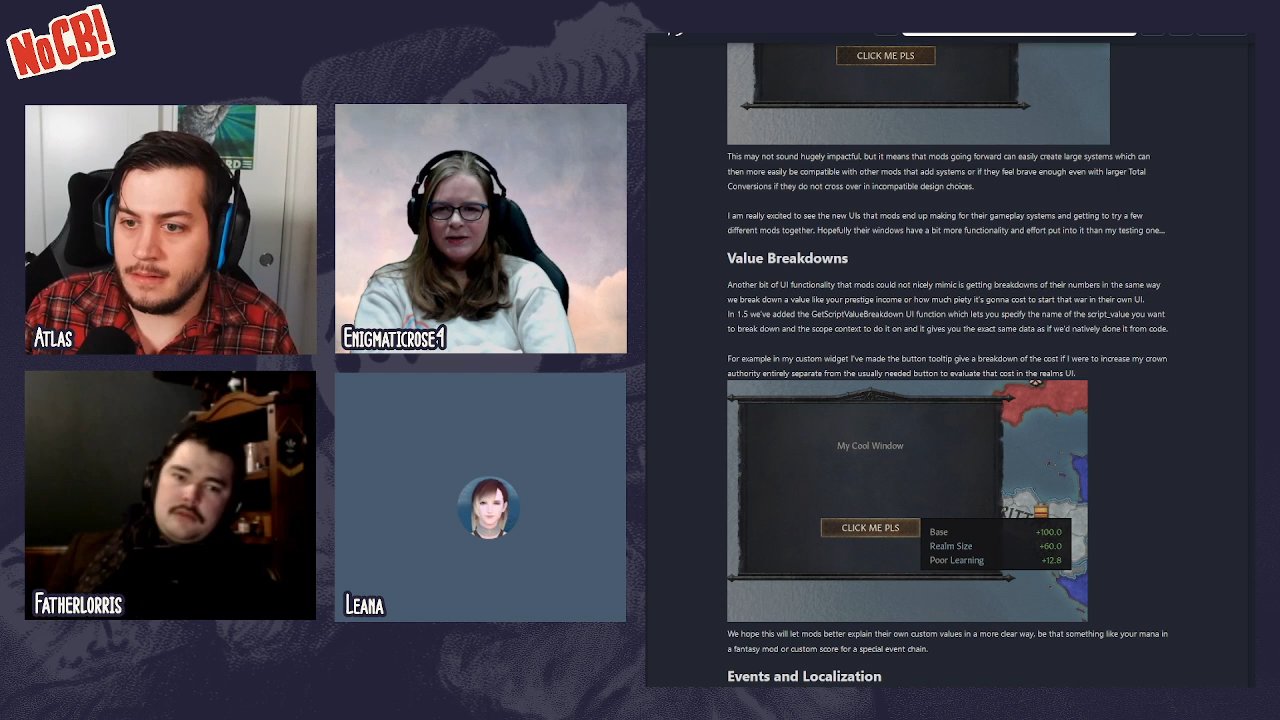 NoCB!
Atlas
Enigmaticrose4
Fatherlorris
Leana
CLICK ME PLS
This may not sound hugely impactful, but it means that mods going forward can easily create large systems which can
then more easily be compatible with other mods that add systems or if they feel brave enough even with larger Total
Conversions if they do not cross over in incompatible design choices.
I am really excited to see the new UIs that mods end up making for their gameplay systems and getting to try a few
different mods together. Hopefully their windows have a bit more functionality and effort put into it than my testing one...
Value Breakdowns
Another bit of UI functionality that mods could not nicely mimic is getting breakdowns of their numbers in the same way
we break down a value like your prestige income or how much piety it's gonna cost to start that war in their own UI.
In 1.5 we've added the GetScriptValueBreakdown UI function which lets you specify the name of the script_value you want
to break down and the scope context to do it on and it gives you the exact same data as if we'd natively done it from code.
For example in my custom widget I've made the button tooltip give a breakdown of the cost if I were to increase my crown
authority entirely separate from the usually needed button to evaluate that cost in the realms UI.
My Cool Window
CLICK ME PLS
Base +100.0
Realm Size +60.0
Poor Learning +12.8
We hope this will let mods better explain their own custom values in a more clear way, be that something like your mana in
a fantasy mod or custom score for a special event chain.
Events and Localization